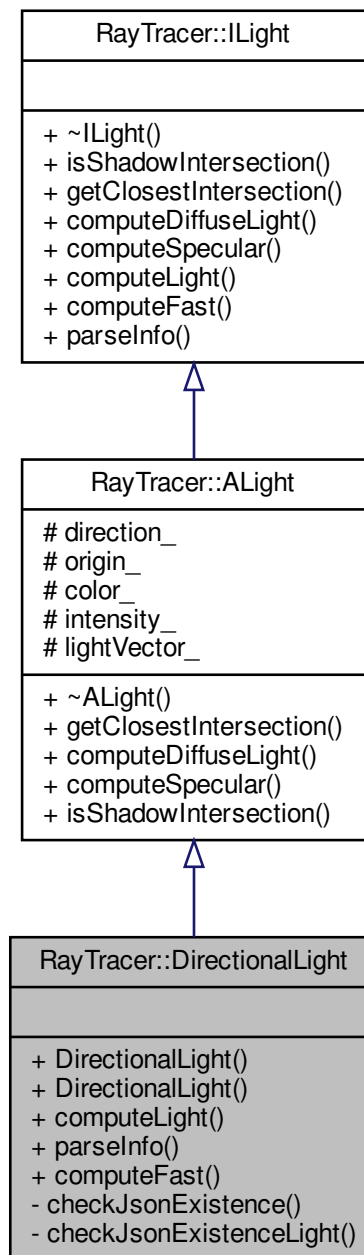 RayTracer::ILight
+ ~ILight()
+ isShadowIntersection()
+ getClosestIntersection()
+ computeDiffuseLight()
+ computeSpecular()
+ computeLight()
+ computeFast()
+ parseInfo()
RayTracer::ALight
# direction_
# origin_
# color_
# intensity_
# lightVector_
+ ~ALight()
+ getClosestIntersection()
+ computeDiffuseLight()
+ computeSpecular()
+ isShadowIntersection()
RayTracer::DirectionalLight
+ DirectionalLight()
+ DirectionalLight()
+ computeLight()
+ parseInfo()
+ computeFast()
- checkJsonExistence()
- checkJsonExistenceLight()